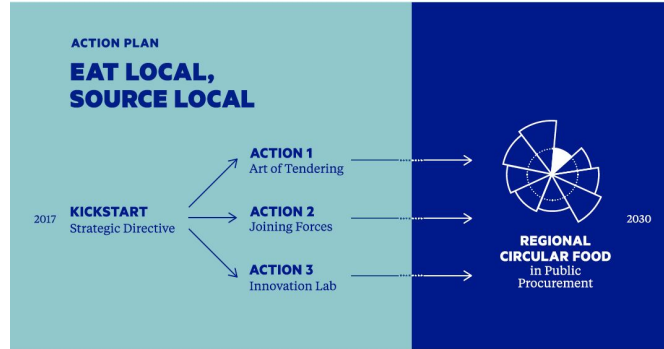 ACTION PLAN
EAT LOCAL,
SOURCE LOCAL
2017
KICKSTART
Strategic Directive
ACTION 1
Art of Tendering
ACTION 2
Joining Forces
ACTION 3
Innovation Lab
2030
REGIONAL
CIRCULAR FOOD
in Public
Procurement